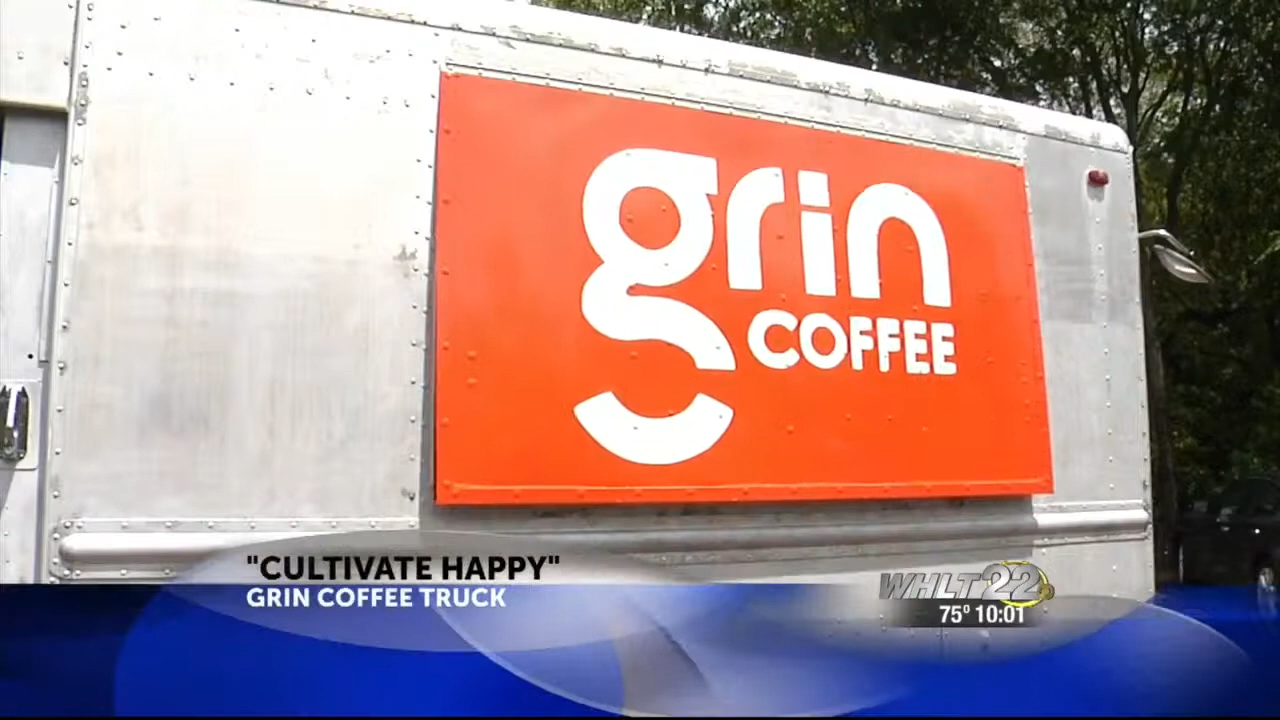 grin
COFFEE
"CULTIVATE HAPPY"
GRIN COFFEE TRUCK
WHLT22
75° 10:01